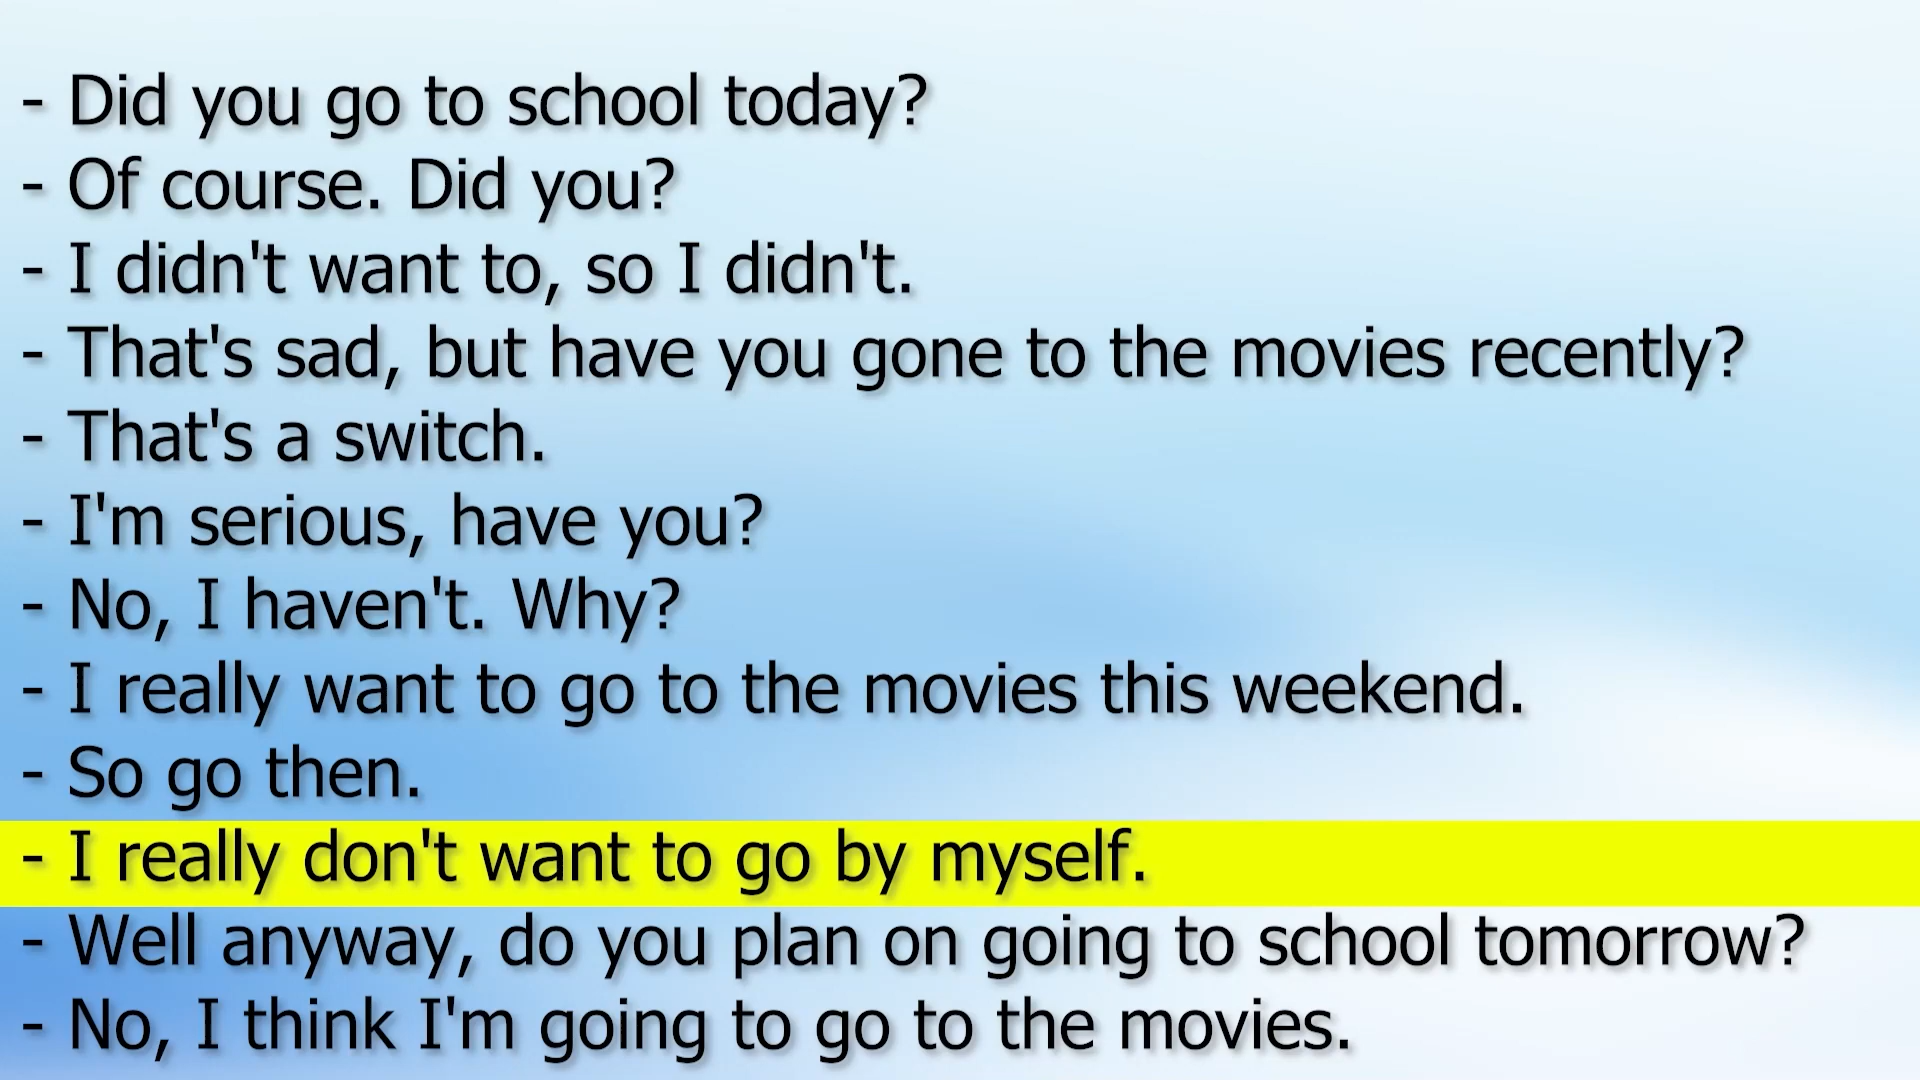 - Did you go to school today?
- Of course. Did you?
- I didn't want to, so I didn't.
- That's sad, but have you gone to the movies recently?
- That's a switch.
- I'm serious, have you?
- No, I haven't. Why?
- I really want to go to the movies this weekend.
- So go then.
- I really don't want to go by myself.
- Well anyway, do you plan on going to school tomorrow?
- No, I think I'm going to go to the movies.